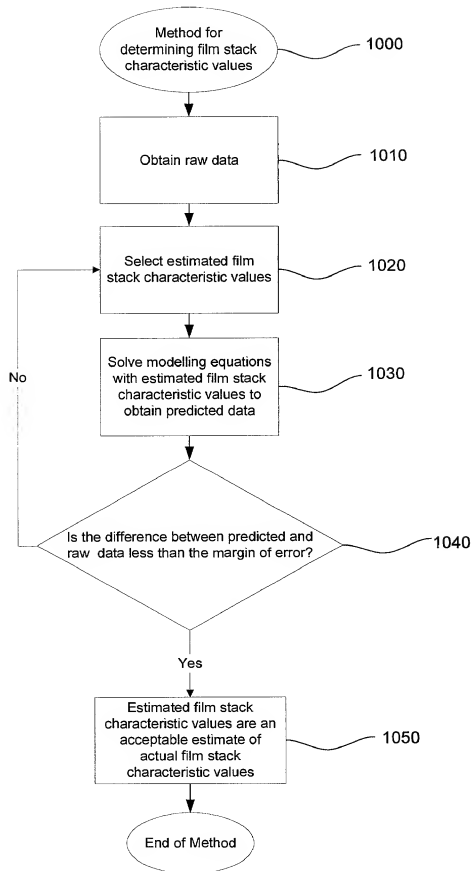 Method for
determining film stack
characteristic values
1000
Obtain raw data
1010
Select estimated film
stack characteristic values
1020
Solve modelling equations
with estimated film stack
characteristic values to
obtain predicted data
1030
No
Is the difference between predicted and
raw data less than the margin of error?
1040
Yes
Estimated film stack
characteristic values are an
acceptable estimate of
actual film stack
characteristic values
1050
End of Method